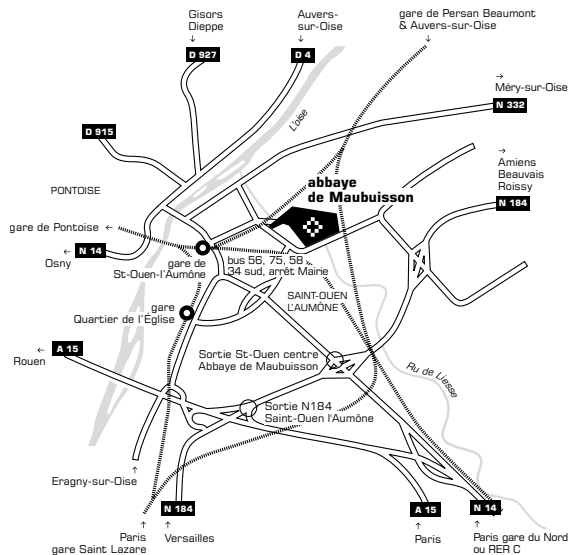 Gisors
Dieppe
↓
D 927
Auvers-
sur-Oise
↓
D 4
gare de Persan Beaumont
& Auvers-sur-Oise
↑
→
Méry-sur-Oise
N 332
L'oise
D 915
→
Amiens
Beauvais
Roissy
N 184
abbaye
de Maubuisson
PONTOISE
gare de Pontoise ←
N 14
←
Osny
gare de
St-Ouen-l'Aumône
bus 56, 75, 58
34 sud, arrêt Mairie
SAINT-OUEN
L'AUMÔNE
gare
Quartier de l'Église
A 15
←
Rouen
Sortie St-Ouen centre
Abbaye de Maubuisson
Ru de Liesse
Sortie N184
Saint-Ouen l'Aumône
↑
Eragny-sur-Oise
N 184
A 15
N 14
↑
Paris
gare Saint Lazare
↑
Versailles
↑
Paris
↑
Paris gare du Nord
ou RER C